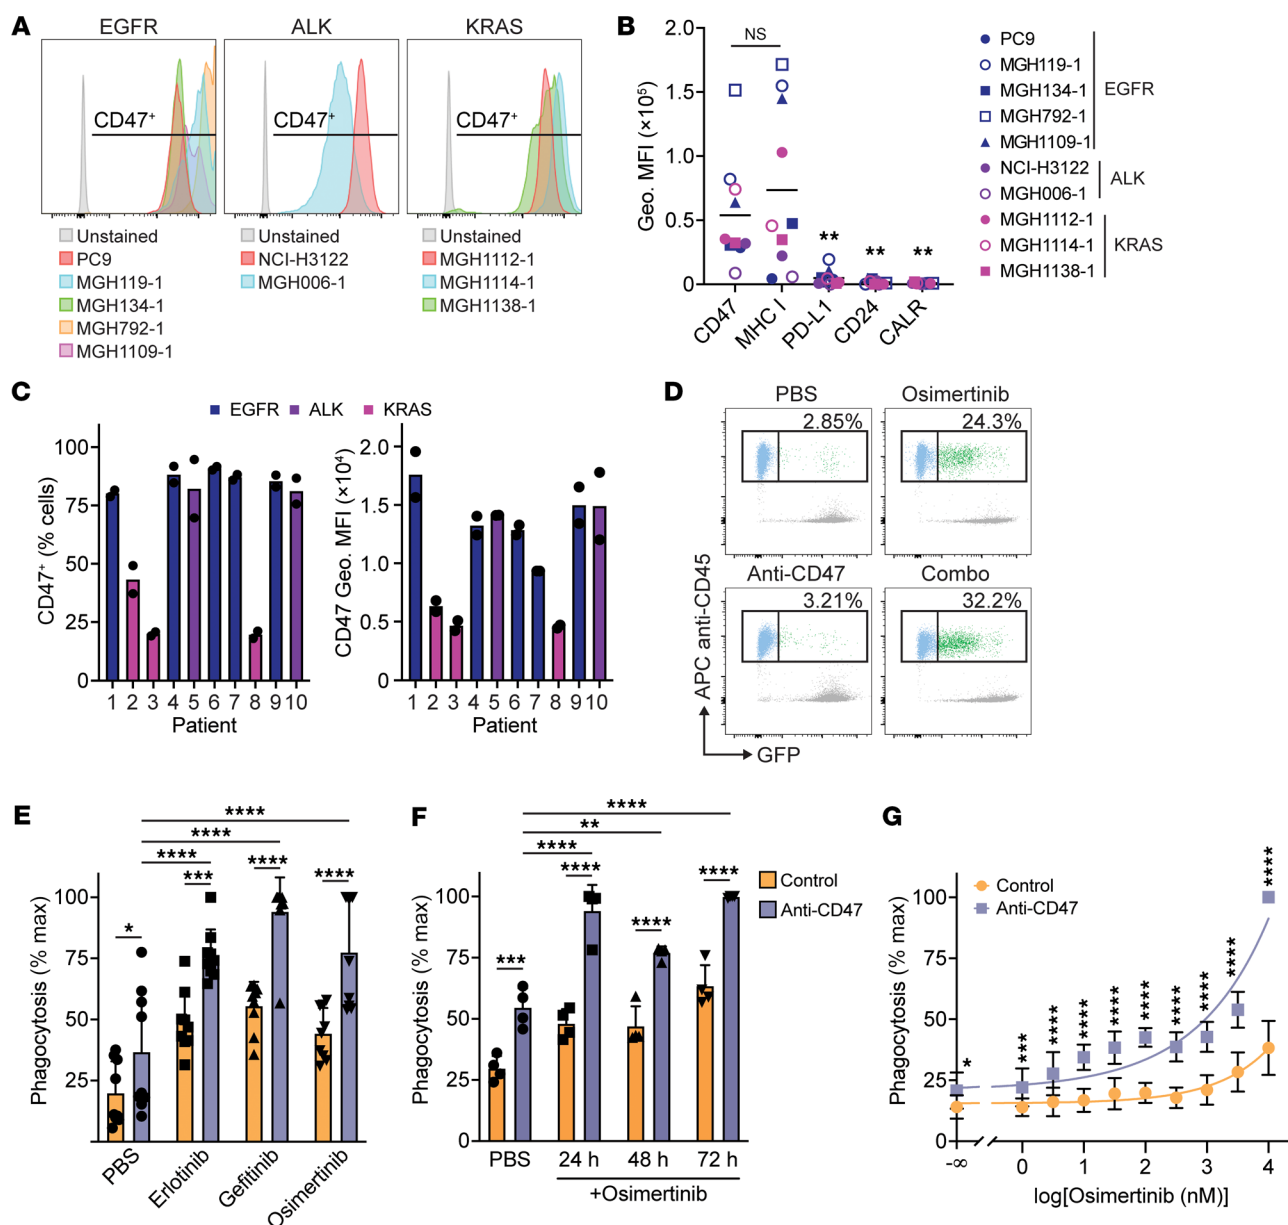 A
EGFR
ALK
KRAS
CD47+
CD47+
CD47+
Unstained
PC9
MGH119-1
MGH134-1
MGH792-1
MGH1109-1
Unstained
NCI-H3122
MGH006-1
Unstained
MGH1112-1
MGH1114-1
MGH1138-1
B
Geo. MFI (×10⁵)
2.0
1.5
1.0
0.5
0
NS
**
**
**
CD47
MHC I
PD-L1
CD24
CALR
PC9
MGH119-1
MGH134-1
MGH792-1
MGH1109-1
NCI-H3122
MGH006-1
MGH1112-1
MGH1114-1
MGH1138-1
EGFR
ALK
KRAS
C
EGFR ALK KRAS
CD47+ (% cells)
100
75
50
25
0
1 2 3 4 5 6 7 8 9 10
Patient
CD47 Geo. MFI (×10⁴)
2.0
1.5
1.0
0.5
0
1 2 3 4 5 6 7 8 9 10
Patient
D
PBS
Osimertinib
2.85%
24.3%
Anti-CD47
Combo
3.21%
32.2%
APC anti-CD45
GFP
E
Phagocytosis (% max)
100
75
50
25
****
****
****
*
***
****
****
PBS
Erlotinib
Gefitinib
Osimertinib
F
Phagocytosis (% max)
100
75
50
25
0
****
**
****
***
****
****
****
PBS
24 h
48 h
72 h
+Osimertinib
Control
Anti-CD47
G
Control
Anti-CD47
Phagocytosis (% max)
100
75
50
25
0
*
***
****
****
****
****
****
****
****
****
-∞ 0 1 2 3 4
log[Osimertinib (nM)]